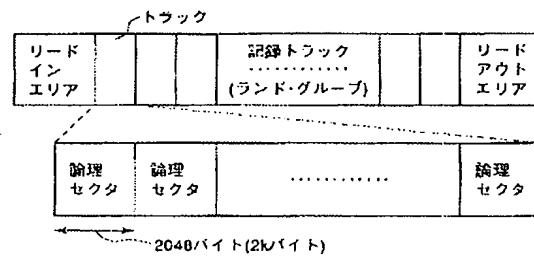 トラック
リード
イン
エリア
記録トラック
‥‥‥‥‥‥
(ランド・グルーブ)
リード
アウト
エリア
論理
セクタ
論理
セクタ
‥‥‥‥‥‥
論理
セクタ
2048バイト(2kバイト)